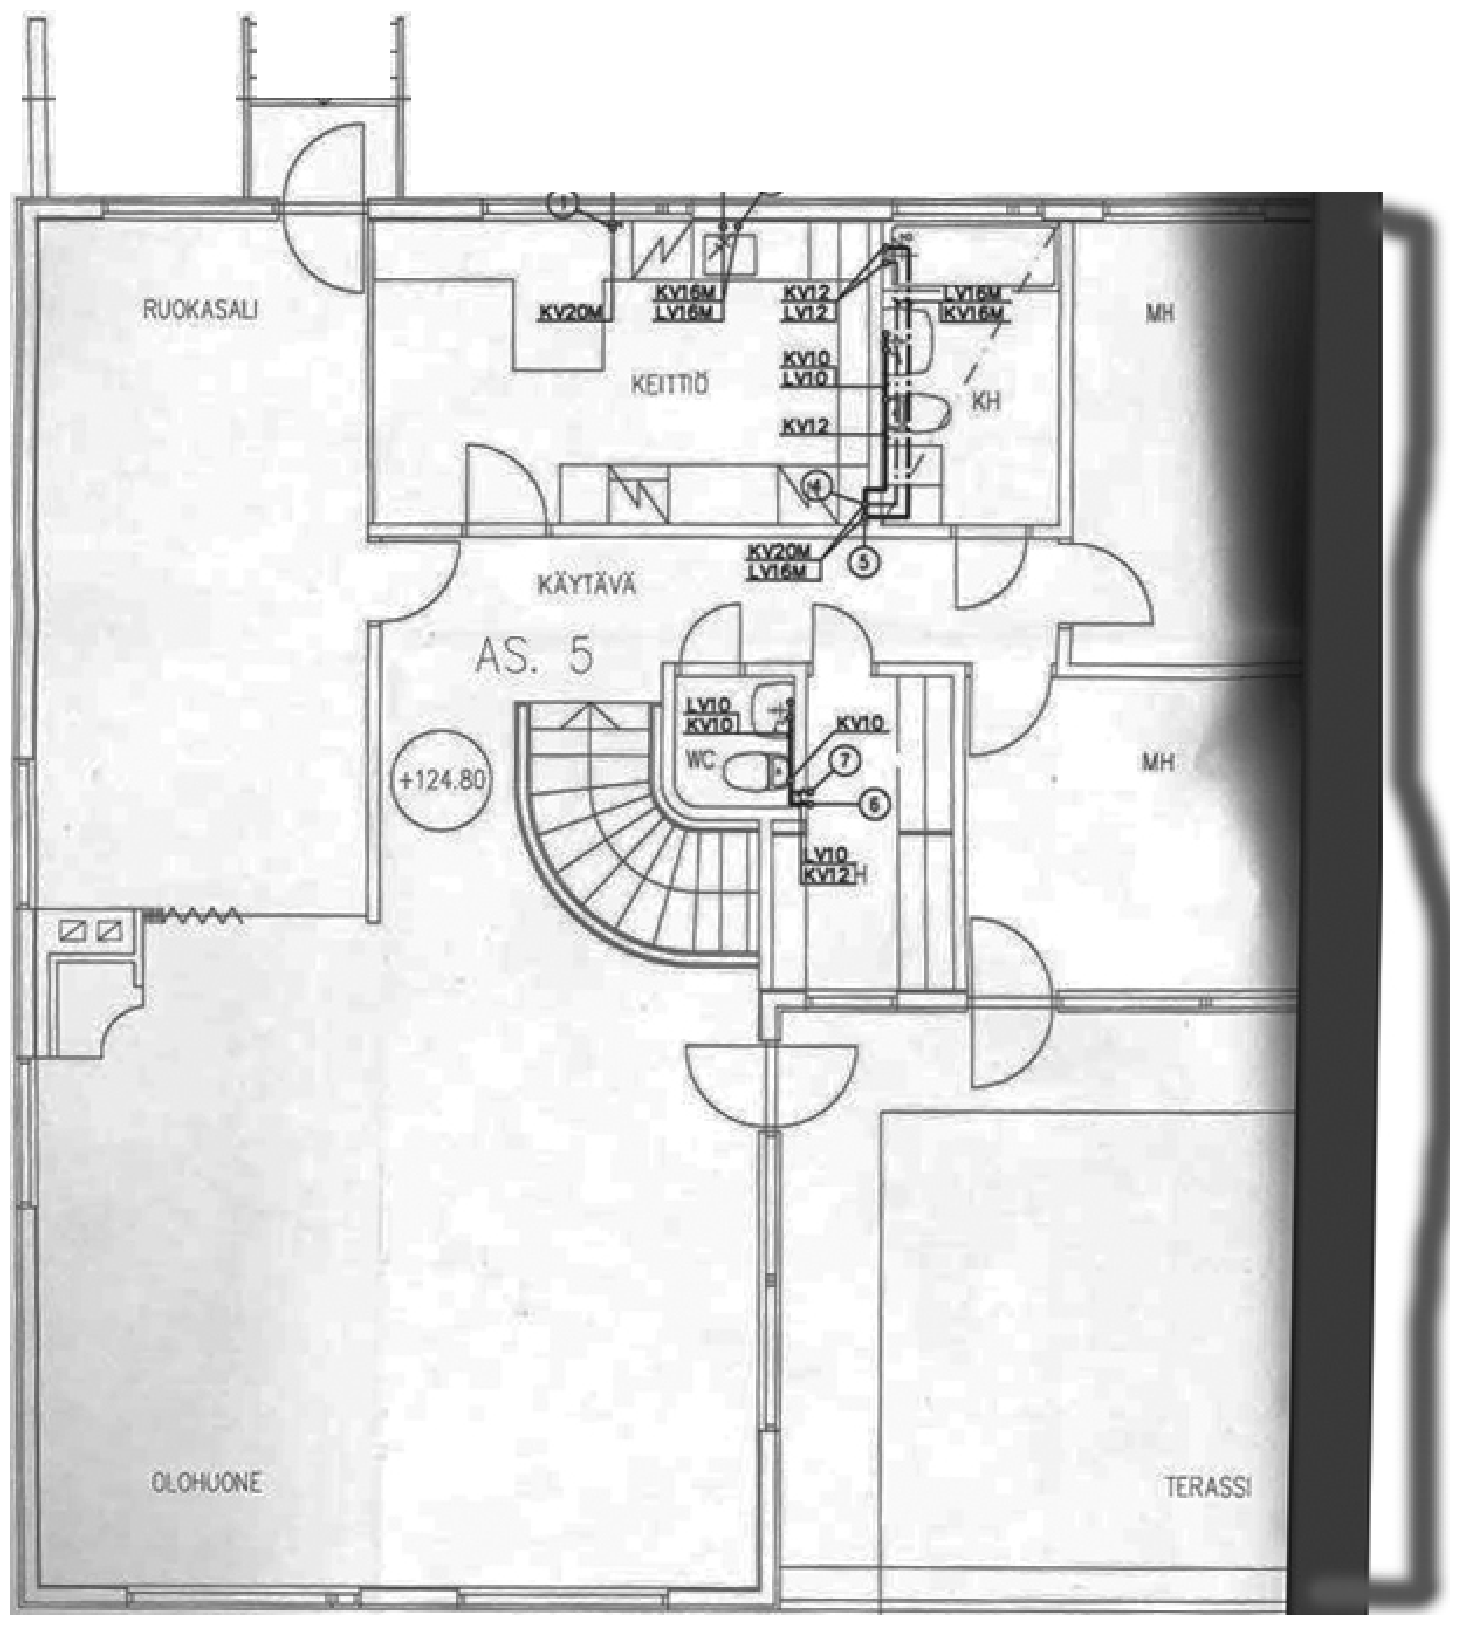 1
RUOKASALI
KV20M
KV16M
LV16M
KV12
LV12
LV16M
KV16M
MH
KEITTIÖ
KV10
LV10
KH
KV12
4
KV20M
LV16M
5
KÄYTÄVÄ
AS. 5
LV10
KV10
KV10
WC
7
MH
+124.80
6
LV10
KV12
H
OLOHUONE
TERASSI